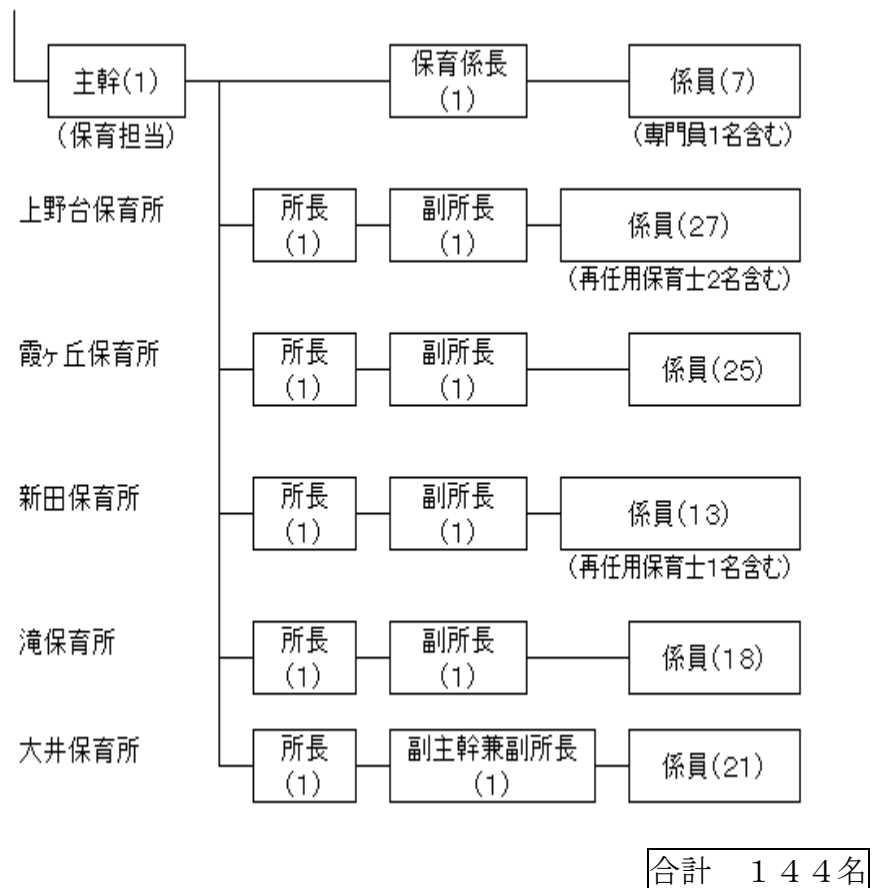 主幹(1)
(保育担当)
保育係長
(1)
係員(7)
(専門員1名含む)
上野台保育所
所長
(1)
副所長
(1)
係員(27)
(再任用保育士2名含む)
霞ヶ丘保育所
所長
(1)
副所長
(1)
係員(25)
新田保育所
所長
(1)
副所長
(1)
係員(13)
(再任用保育士1名含む)
滝保育所
所長
(1)
副所長
(1)
係員(18)
大井保育所
所長
(1)
副主幹兼副所長
(1)
係員(21)
合計　１４４名